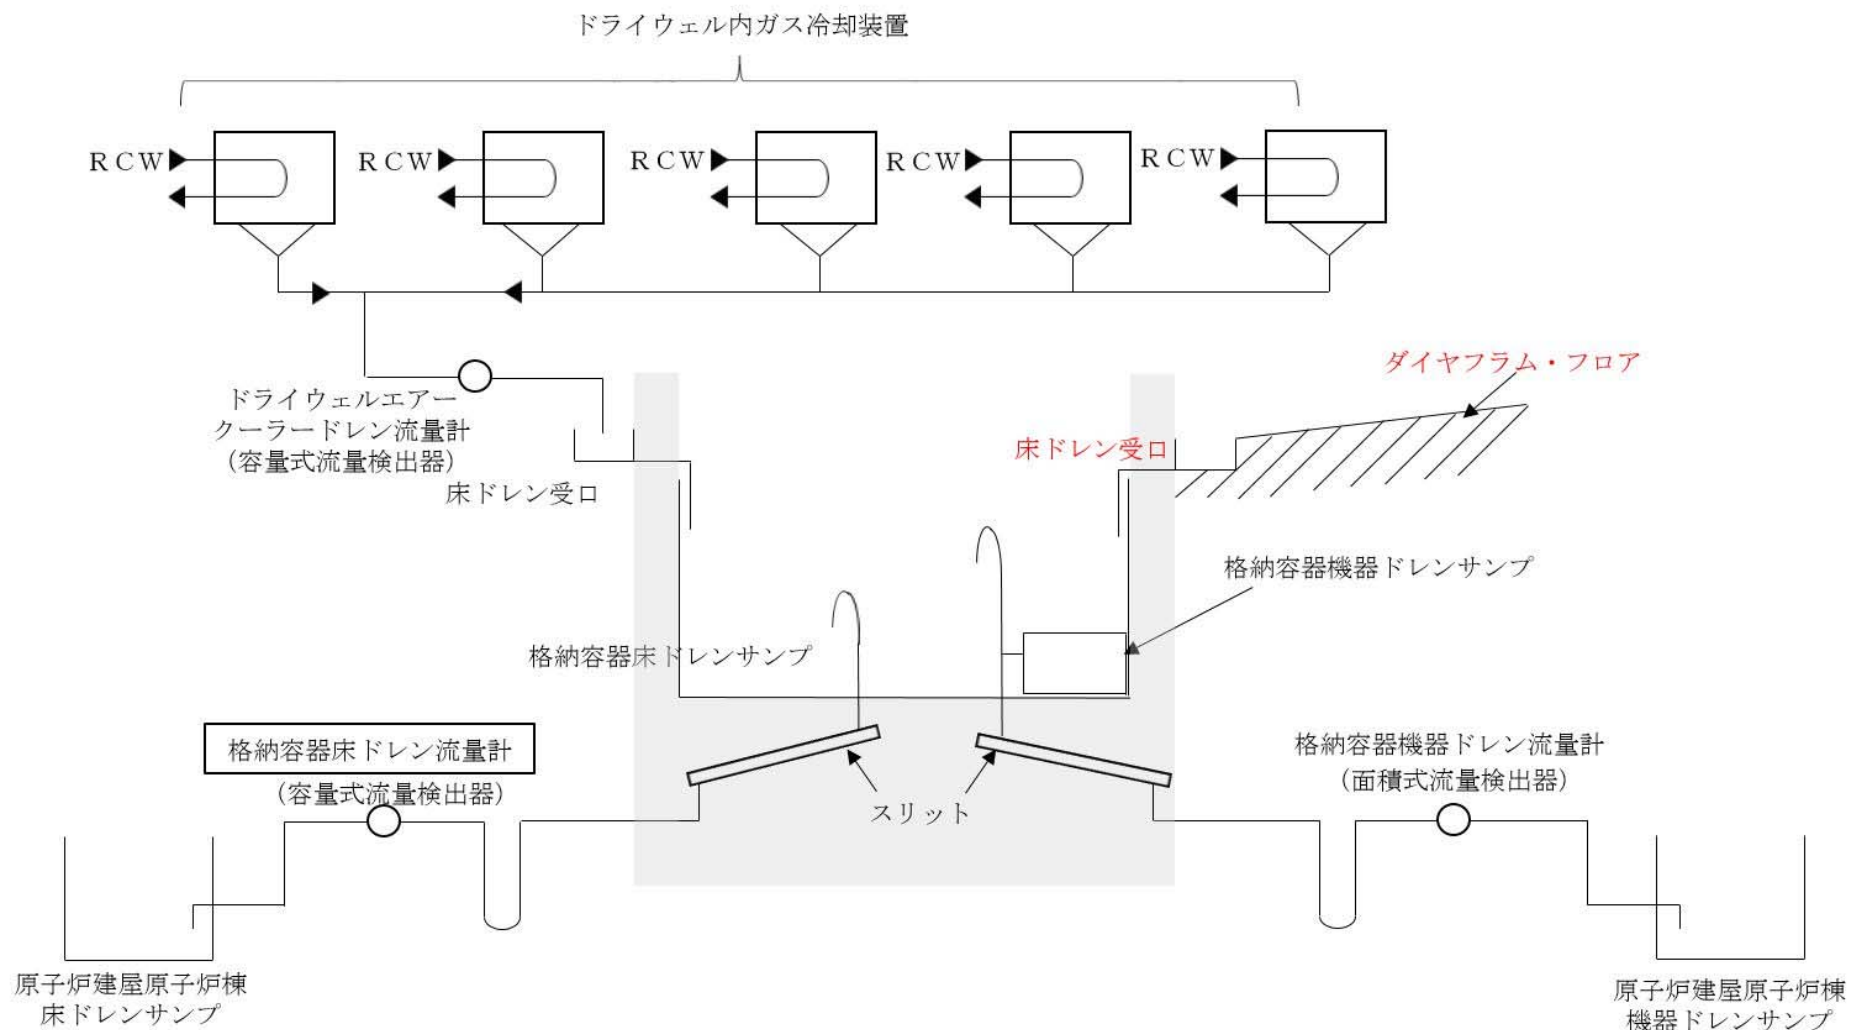 ドライウェル内ガス冷却装置
RCW
RCW
RCW
RCW
RCW
ダイヤフラム・フロア
ドライウェルエアー
クーラードレン流量計
(容量式流量検出器)
床ドレン受口
床ドレン受口
格納容器機器ドレンサンプ
格納容器床ドレンサンプ
格納容器床ドレン流量計
(容量式流量検出器)
格納容器機器ドレン流量計
(面積式流量検出器)
スリット
原子炉建屋原子炉棟
床ドレンサンプ
原子炉建屋原子炉棟
機器ドレンサンプ